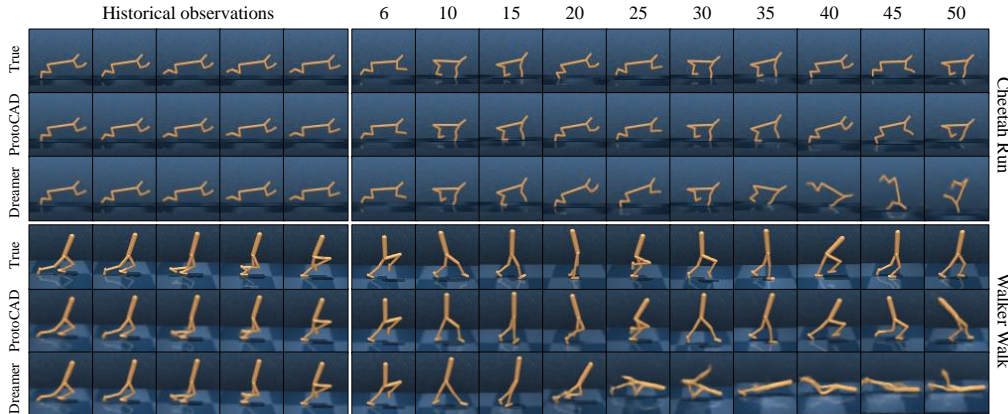 Historical observations 6 10 15 20 25 30 35 40 45 50
True
ProtoCAD
Dreamer
Cheetah Run
True
ProtoCAD
Dreamer
Walker Walk